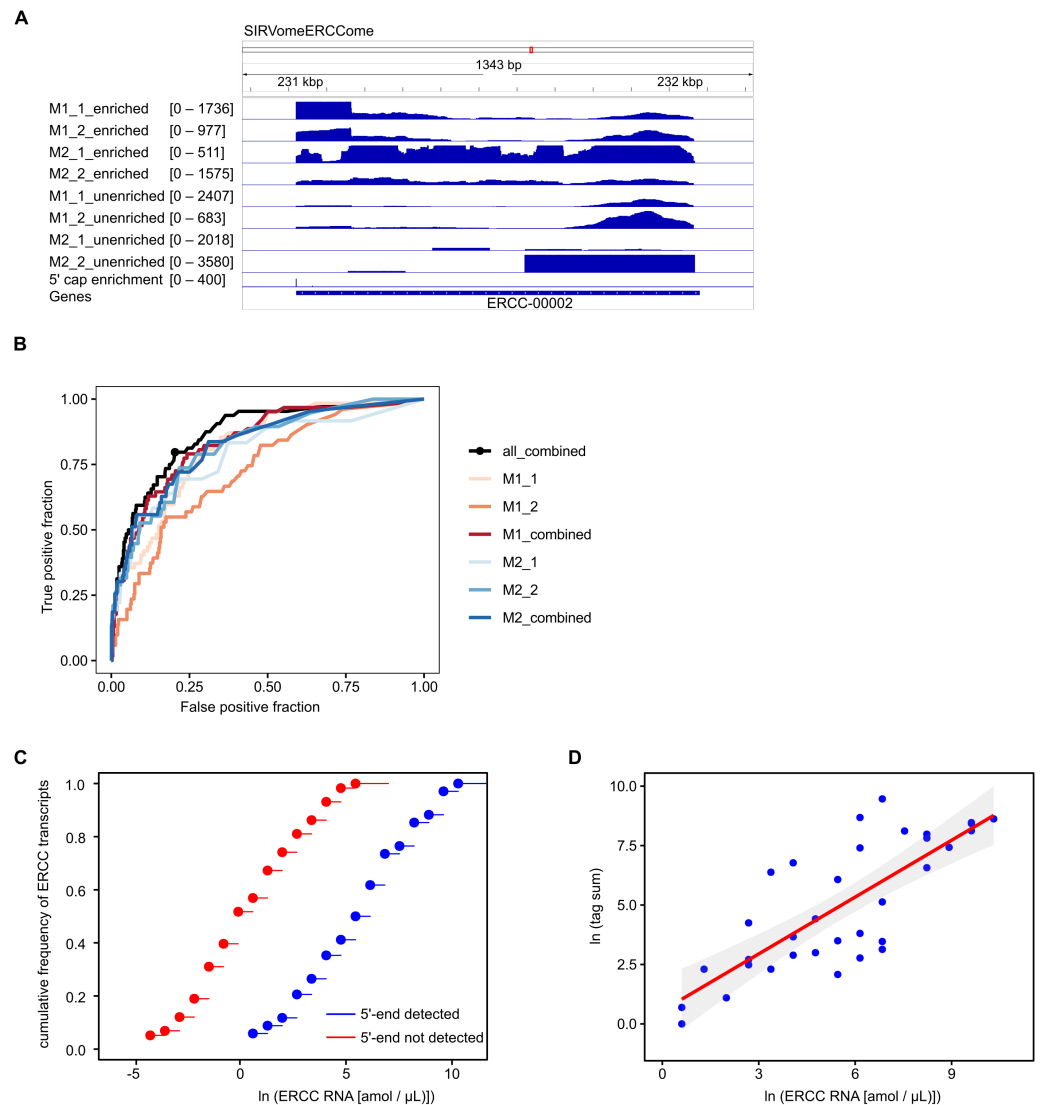 A
SIRVomeERCCome
1343 bp
231 kbp 232 kbp
M1_1_enriched [0 – 1736]
M1_2_enriched [0 – 977]
M2_1_enriched [0 – 511]
M2_2_enriched [0 – 1575]
M1_1_unenriched [0 – 2407]
M1_2_unenriched [0 – 683]
M2_1_unenriched [0 – 2018]
M2_2_unenriched [0 – 3580]
5' cap enrichment [0 – 400]
Genes
ERCC-00002
B
True positive fraction
1.00
0.75
0.50
0.25
0.00
0.00 0.25 0.50 0.75 1.00
False positive fraction
all_combined
M1_1
M1_2
M1_combined
M2_1
M2_2
M2_combined
C
cumulative frequency of ERCC transcripts
1.0
0.8
0.6
0.4
0.2
0.0
5'-end detected
5'-end not detected
-5 0 5 10
ln (ERCC RNA [amol / µL])])
D
ln (tag sum)
10.0
7.5
5.0
2.5
0.0
0 3 6 9
ln (ERCC RNA [amol / µL)])